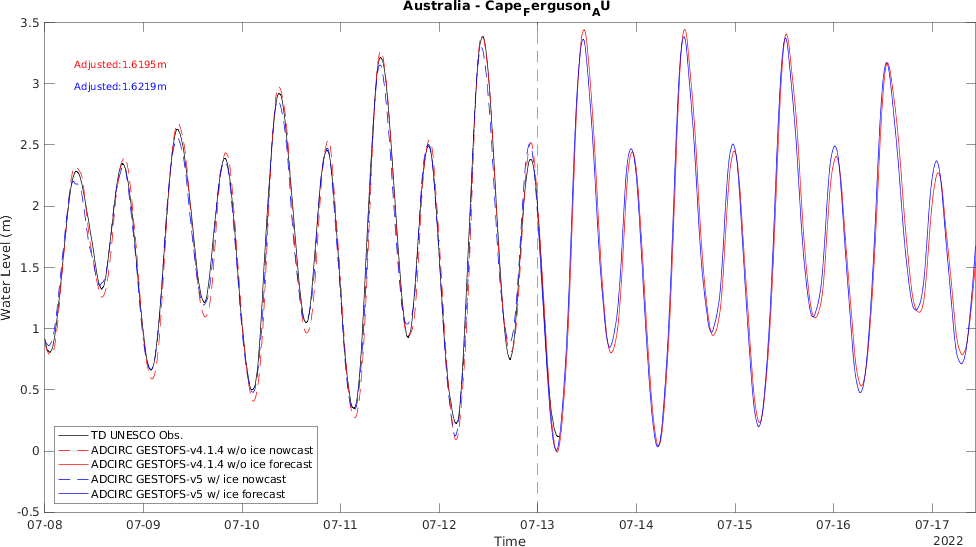 Australia - Cape_Ferguson_AU
3.5
3
2.5
2
1.5
1
0.5
0
-0.5
Water Level (m)
Adjusted:1.6195m
Adjusted:1.6219m
TD UNESCO Obs.
ADCIRC GESTOFS-v4.1.4 w/o ice nowcast
ADCIRC GESTOFS-v4.1.4 w/o ice forecast
ADCIRC GESTOFS-v5 w/ ice nowcast
ADCIRC GESTOFS-v5 w/ ice forecast
07-08 07-09 07-10 07-11 07-12 07-13 07-14 07-15 07-16 07-17
Time
2022